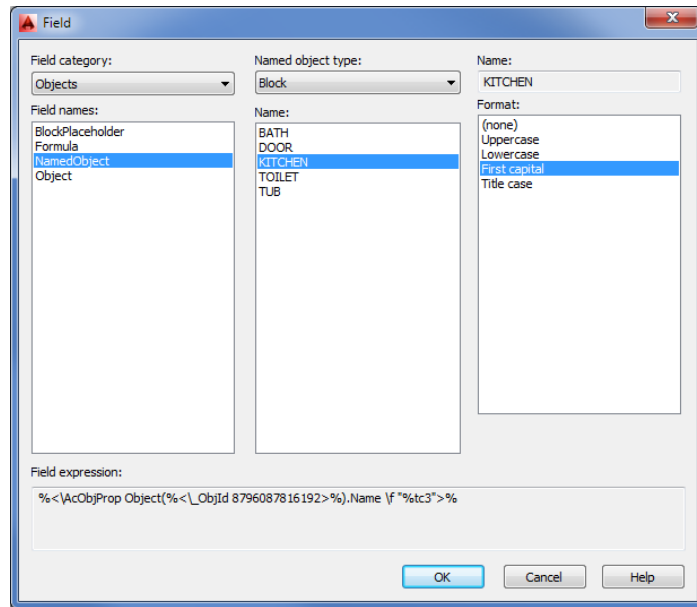 Field
Field category:
Objects
Field names:
BlockPlaceholder
Formula
NamedObject
Object
Named object type:
Block
Name:
BATH
DOOR
KITCHEN
TOILET
TUB
Name:
KITCHEN
Format:
(none)
Uppercase
Lowercase
First capital
Title case
Field expression:
%<\AcObjProp Object(%<\_ObjId 8796087816192>%).Name \f "%tc3">%
OK
Cancel
Help